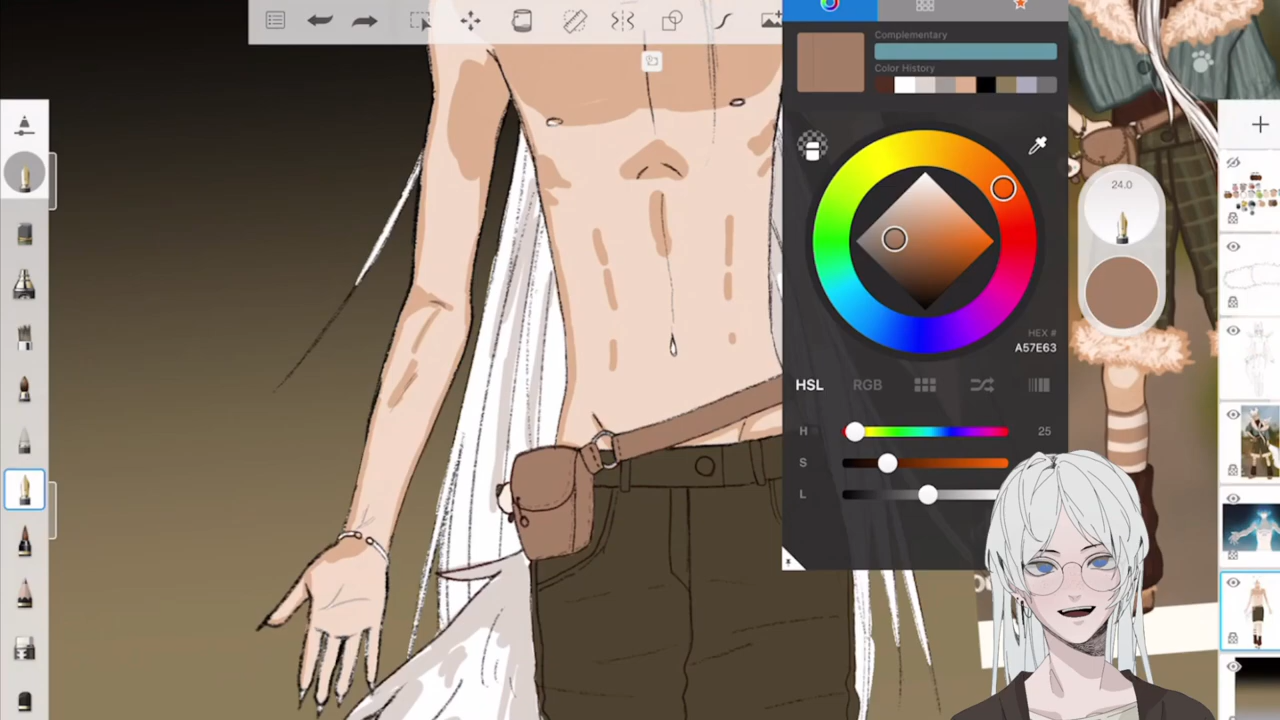 Complementary
Color History
24.0
HEX #
A57E63
HSL
RGB
H
25
S
L